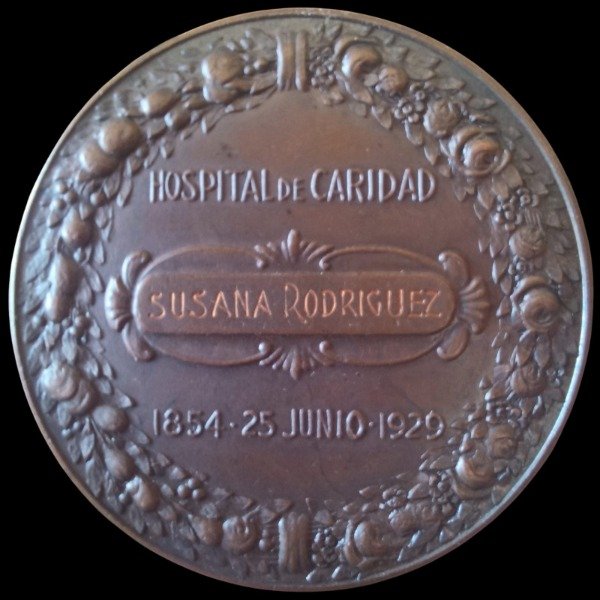 HOSPITAL DE CARIDAD
SUSANA RODRIGUEZ
1854 · 25 JUNIO · 1929